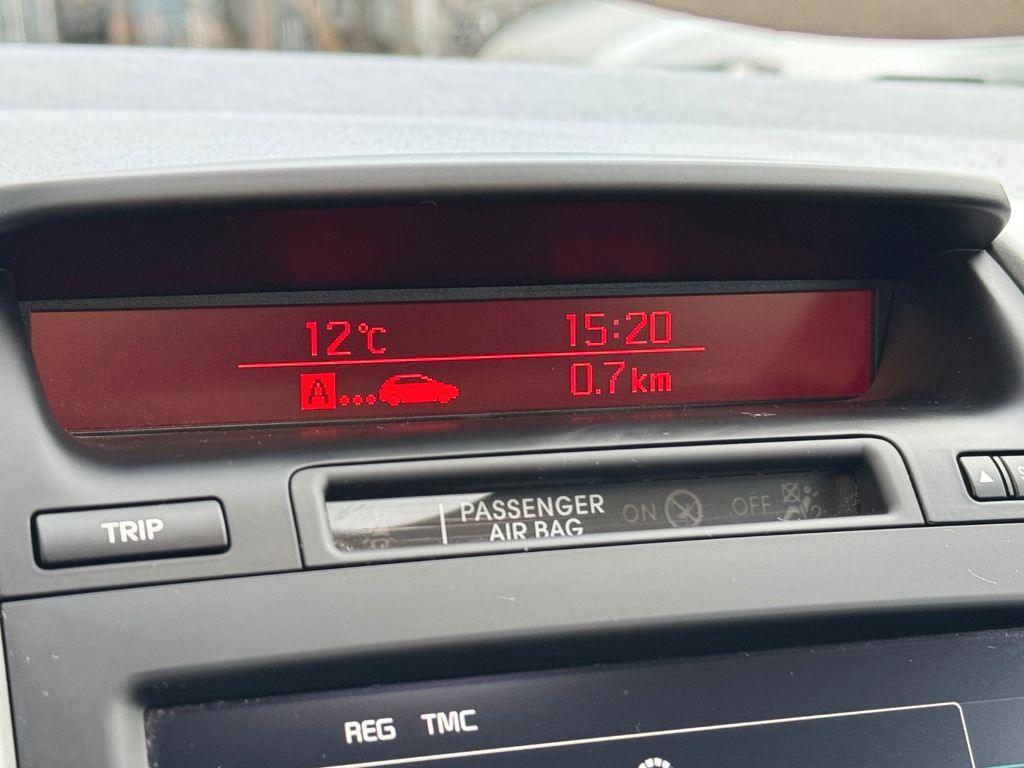 12°C 15:20
A 0.7km
TRIP
PASSENGER ON OFF
AIR BAG
REG TMC